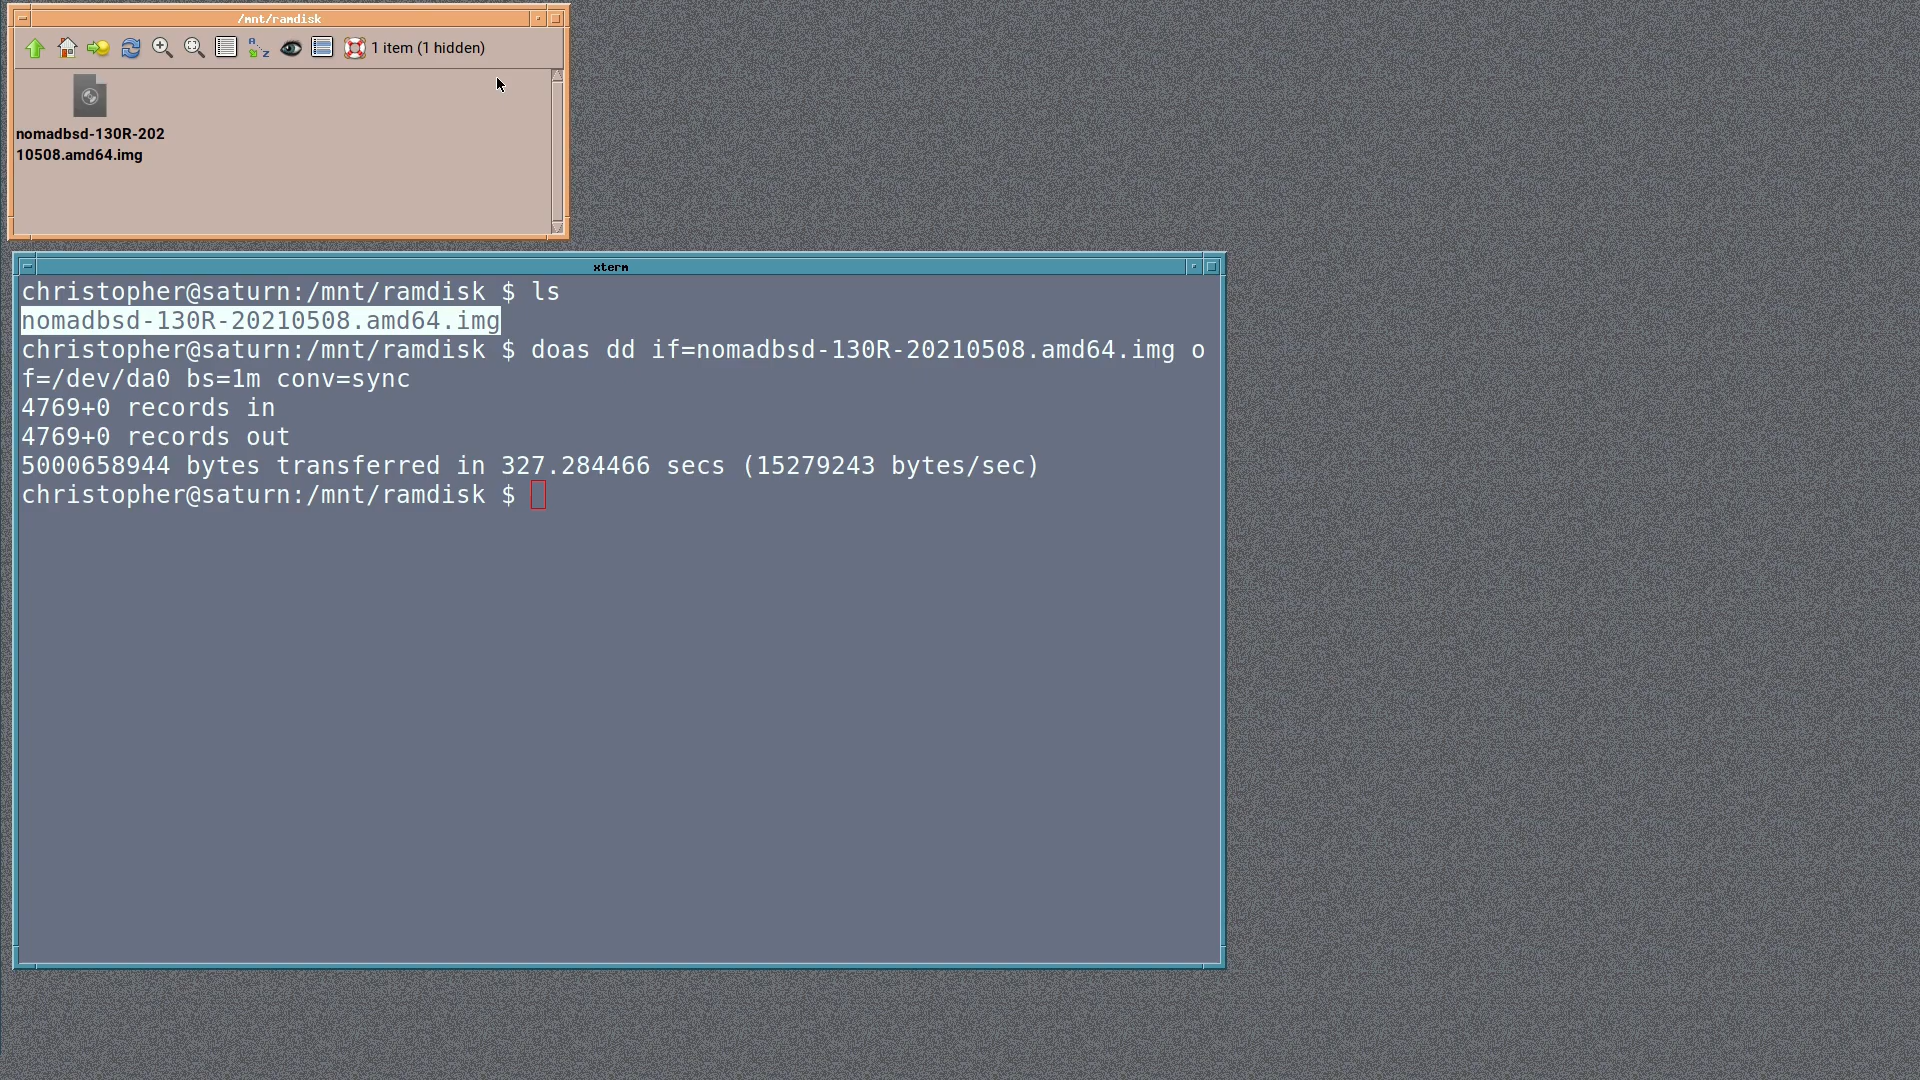 /mnt/ramdisk
1 item (1 hidden)
nomadbsd-130R-202
10508.amd64.img
xterm
christopher@saturn:/mnt/ramdisk $ ls
nomadbsd-130R-20210508.amd64.img
christopher@saturn:/mnt/ramdisk $ doas dd if=nomadbsd-130R-20210508.amd64.img o
f=/dev/da0 bs=1m conv=sync
4769+0 records in
4769+0 records out
5000658944 bytes transferred in 327.284466 secs (15279243 bytes/sec)
christopher@saturn:/mnt/ramdisk $